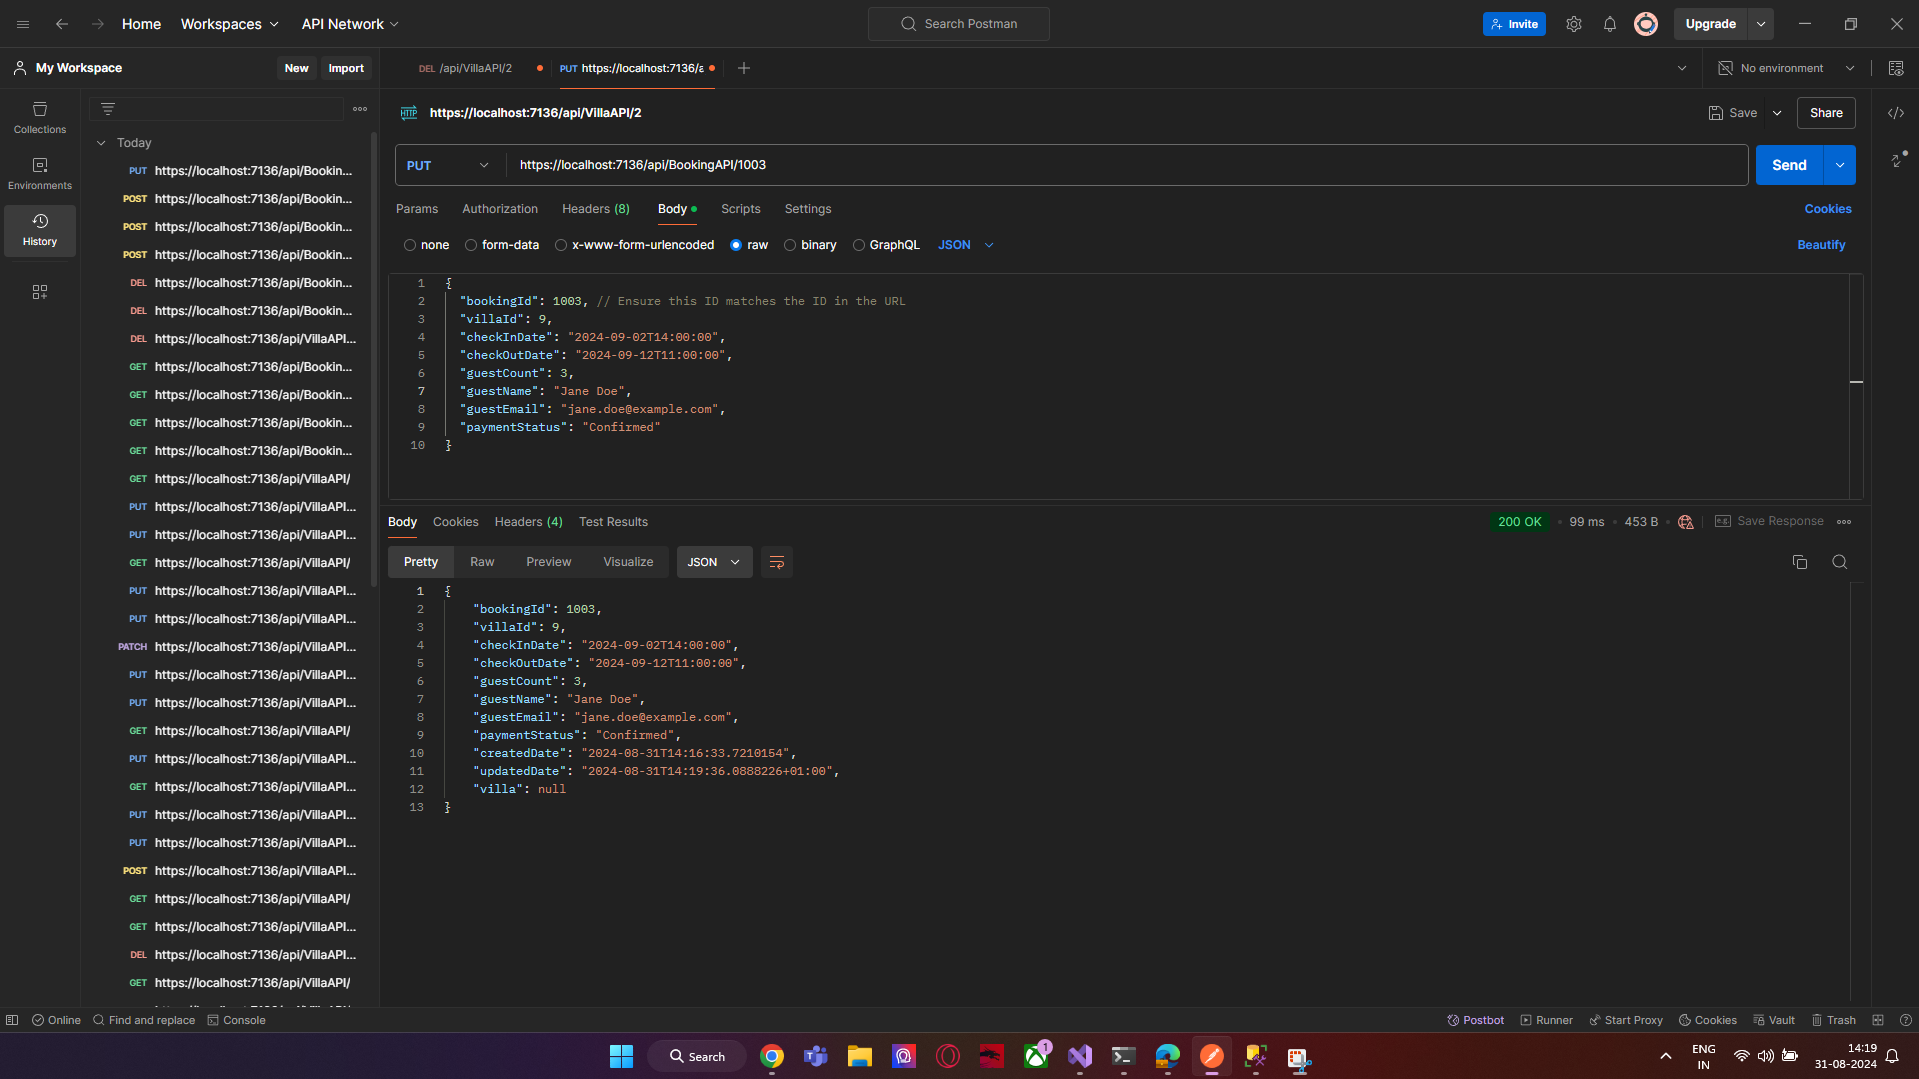 Home
Workspaces
API Network
Search Postman
Invite
Upgrade
My Workspace
New
Import
DEL /api/VillaAPI/2
PUT https://localhost:7136/a
No environment
Collections
Environments
History
Today
PUT https://localhost:7136/api/Bookin...
POST https://localhost:7136/api/Bookin...
POST https://localhost:7136/api/Bookin...
POST https://localhost:7136/api/Bookin...
DEL https://localhost:7136/api/Bookin...
DEL https://localhost:7136/api/Bookin...
DEL https://localhost:7136/api/VillaAPI...
GET https://localhost:7136/api/Bookin...
GET https://localhost:7136/api/Bookin...
GET https://localhost:7136/api/Bookin...
GET https://localhost:7136/api/Bookin...
GET https://localhost:7136/api/VillaAPI/
PUT https://localhost:7136/api/VillaAPI...
PUT https://localhost:7136/api/VillaAPI...
GET https://localhost:7136/api/VillaAPI/
PUT https://localhost:7136/api/VillaAPI...
PUT https://localhost:7136/api/VillaAPI...
PATCH https://localhost:7136/api/VillaAPI...
PUT https://localhost:7136/api/VillaAPI...
PUT https://localhost:7136/api/VillaAPI...
GET https://localhost:7136/api/VillaAPI/
PUT https://localhost:7136/api/VillaAPI...
GET https://localhost:7136/api/VillaAPI/
PUT https://localhost:7136/api/VillaAPI...
PUT https://localhost:7136/api/VillaAPI...
POST https://localhost:7136/api/VillaAPI...
GET https://localhost:7136/api/VillaAPI/
GET https://localhost:7136/api/VillaAPI...
DEL https://localhost:7136/api/VillaAPI...
GET https://localhost:7136/api/VillaAPI/
HTTP https://localhost:7136/api/VillaAPI/2
Save
Share
PUT https://localhost:7136/api/BookingAPI/1003
Send
Params Authorization Headers (8) Body Scripts Settings
Cookies
none form-data x-www-form-urlencoded raw binary GraphQL JSON
Beautify
1 {
2 "bookingId": 1003, // Ensure this ID matches the ID in the URL
3 "villaId": 9,
4 "checkInDate": "2024-09-02T14:00:00",
5 "checkOutDate": "2024-09-12T11:00:00",
6 "guestCount": 3,
7 "guestName": "Jane Doe",
8 "guestEmail": "jane.doe@example.com",
9 "paymentStatus": "Confirmed"
10 }
Body Cookies Headers (4) Test Results
200 OK 99 ms 453 B
Save Response
Pretty Raw Preview Visualize JSON
1 {
2 "bookingId": 1003,
3 "villaId": 9,
4 "checkInDate": "2024-09-02T14:00:00",
5 "checkOutDate": "2024-09-12T11:00:00",
6 "guestCount": 3,
7 "guestName": "Jane Doe",
8 "guestEmail": "jane.doe@example.com",
9 "paymentStatus": "Confirmed",
10 "createdDate": "2024-08-31T14:16:33.7210154",
11 "updatedDate": "2024-08-31T14:19:36.0888226+01:00",
12 "villa": null
13 }
Online
Find and replace
Console
Postbot
Runner
Start Proxy
Cookies
Vault
Trash
Search
1
ENG
IN
14:19
31-08-2024